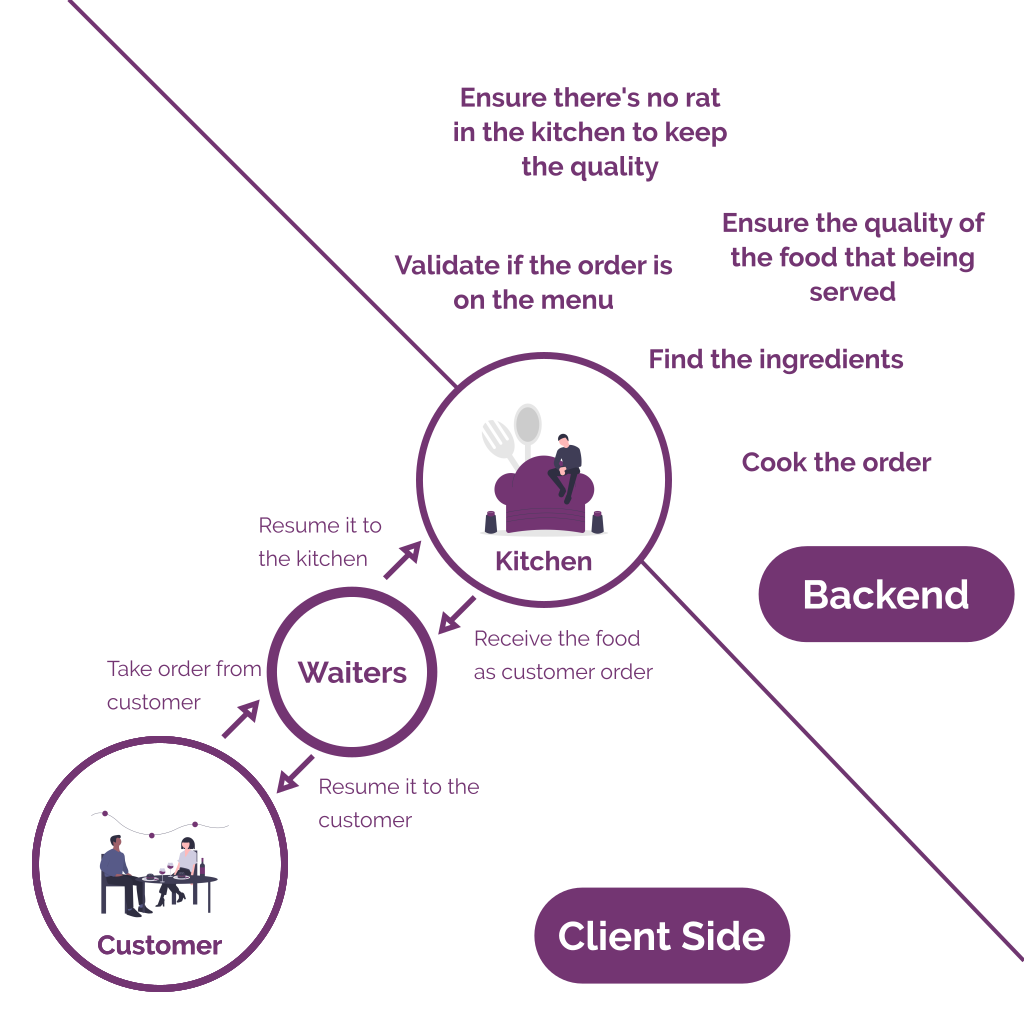 Ensure there's no rat
in the kitchen to keep
the quality
Ensure the quality of
the food that being
served
Validate if the order is
on the menu
Find the ingredients
Cook the order
Kitchen
Resume it to
the kitchen
Backend
Receive the food
as customer order
Waiters
Take order from
customer
Resume it to the
customer
Customer
Client Side